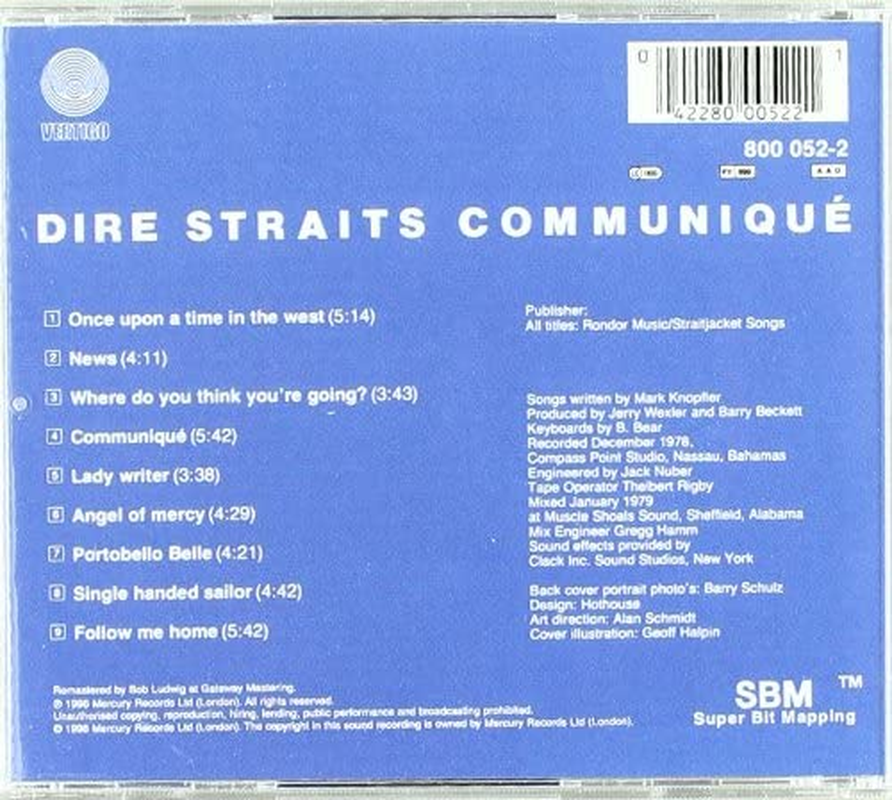 VERTIGO
0 42280 00522 1
800 052-2
AAD
DIRE STRAITS COMMUNIQUÉ
1 Once upon a time in the west (5:14)
2 News (4:11)
3 Where do you think you're going? (3:43)
4 Communiqué (5:42)
5 Lady writer (3:38)
6 Angel of mercy (4:29)
7 Portobello Belle (4:21)
8 Single handed sailor (4:42)
9 Follow me home (5:42)
Publisher:
All titles: Rondor Music/Straitjacket Songs
Songs written by Mark Knopfler
Produced by Jerry Wexler and Barry Beckett
Keyboards by B. Bear
Recorded December 1978,
Compass Point Studio, Nassau, Bahamas
Engineered by Jack Nuber
Tape Operator Thelbert Rigby
Mixed January 1979
at Muscle Shoals Sound, Sheffield, Alabama
Mix Engineer Gregg Hamm
Sound effects provided by
Clack Inc. Sound Studios, New York
Back cover portrait photo's: Barry Schulz
Design: Hothouse
Art direction: Alan Schmidt
Cover illustration: Geoff Halpin
Remastered by Bob Ludwig at Gateway Mastering.
℗ 1996 Mercury Records Ltd (London). All rights reserved.
Unauthorised copying, reproduction, hiring, lending, public performance and broadcasting prohibited.
© 1996 Mercury Records Ltd (London). The copyright in this sound recording is owned by Mercury Records Ltd (London).
SBM TM
Super Bit Mapping